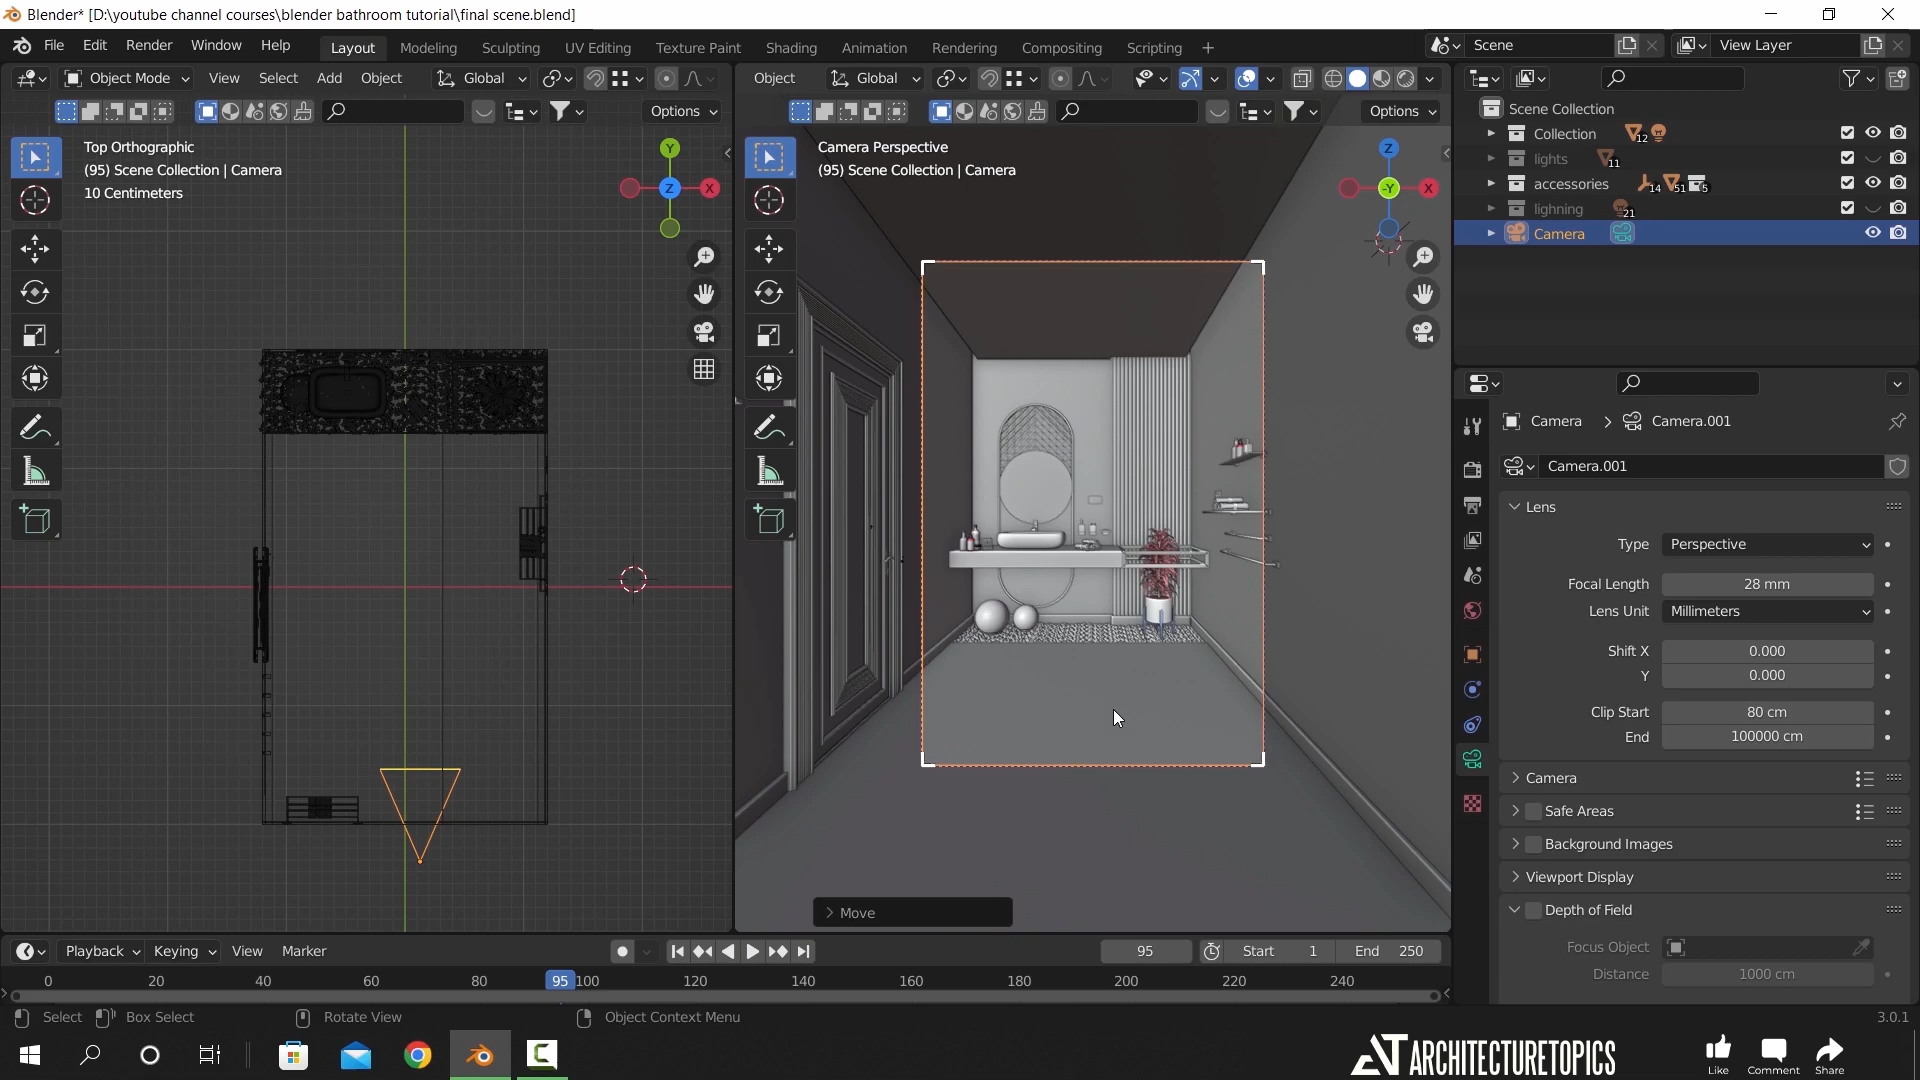 Blender* [D:\youtube channel courses\blender bathroom tutorial\final scene.blend]
File Edit Render Window Help
Layout Modeling Sculpting UV Editing Texture Paint Shading Animation Rendering Compositing Scripting +
Scene
View Layer
Object Mode View Select Add Object Global
Object Global
Options
Options
Top Orthographic
(95) Scene Collection | Camera
10 Centimeters
Y
Z
X
Camera Perspective
(95) Scene Collection | Camera
Z
-Y
X
Scene Collection
Collection 12
lights 11
accessories 14 51 5
lighning 21
Camera
Camera > Camera.001
Camera.001
Lens
Type Perspective
Focal Length 28 mm
Lens Unit Millimeters
Shift X 0.000
Y 0.000
Clip Start 80 cm
End 100000 cm
Camera
Safe Areas
Background Images
Viewport Display
Depth of Field
Focus Object
Distance 1000 cm
> Move
Playback Keying View Marker
95
Start 1
End 250
0 20 40 60 80 95 100 120 140 160 180 200 220 240
Select Box Select Rotate View Object Context Menu
3.0.1
ARCHITECTURETOPICS
Like Comment Share